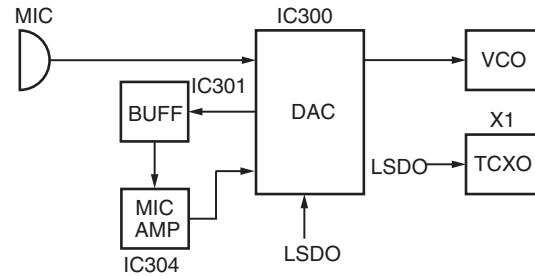 MIC
IC300
DAC
VCO
IC301
BUFF
X1
TCXO
LSDO
MIC
AMP
IC304
LSDO